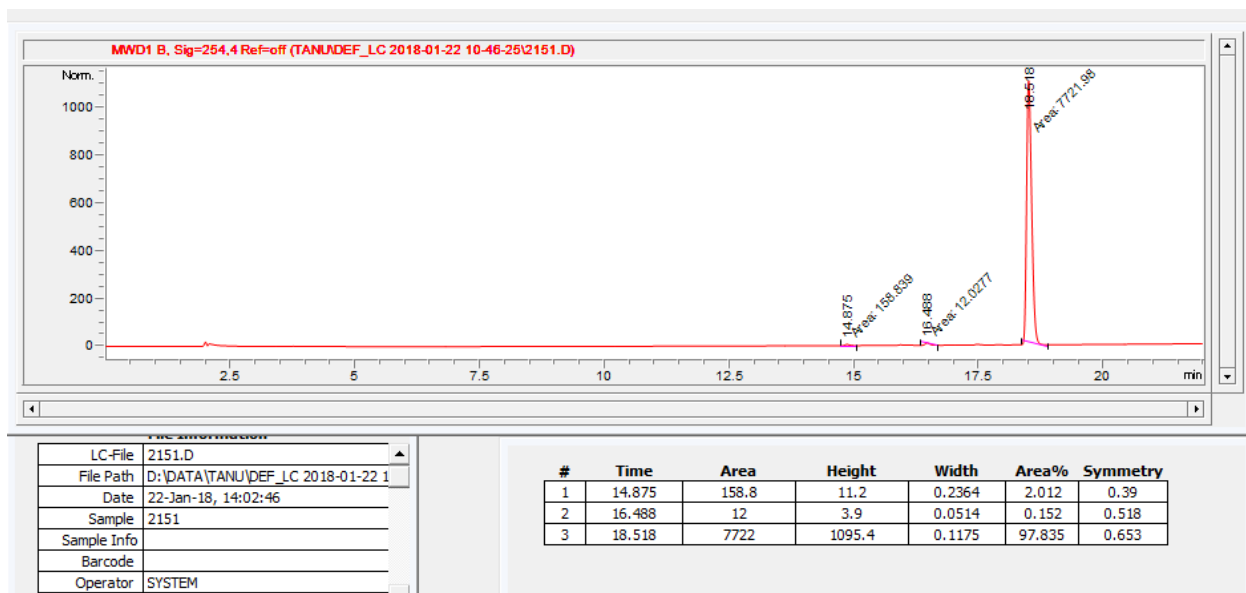 MWD1 B, Sig=254,4 Ref=off (TANU\DEF_LC 2018-01-22 10-46-25\2151.D)
Norm.
1000
800
600
400
200
0
14.875
Area: 158.839
16.488
Area: 12.0277
18.518
Area: 7721.98
2.5 5 7.5 10 12.5 15 17.5 20 min
File Information
LC-File 2151.D
File Path D:\DATA\TANU\DEF_LC 2018-01-22 1
Date 22-Jan-18, 14:02:46
Sample 2151
Sample Info
Barcode
Operator SYSTEM
# Time Area Height Width Area% Symmetry
1 14.875 158.8 11.2 0.2364 2.012 0.39
2 16.488 12 3.9 0.0514 0.152 0.518
3 18.518 7722 1095.4 0.1175 97.835 0.653